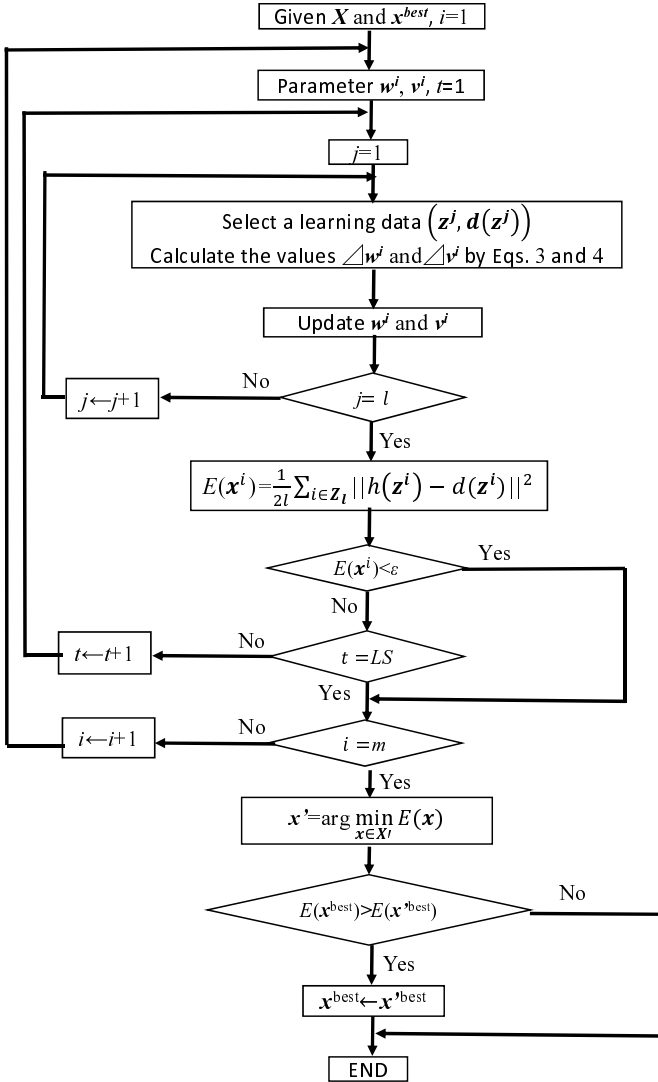 Given X and x^best, i=1
Parameter w^i, v^i, t=1
j=1
Select a learning data (z^j, d(z^j))
Calculate the values ⊿w^i and⊿v^i by Eqs. 3 and 4
Update w^i and v^i
j= l
No
j←j+1
Yes
E(x^i)=1/2l ∑_{i∈Z_l} ||h(z^i) − d(z^i)||^2
E(x^i)<ε
Yes
No
t =LS
No
t←t+1
Yes
i =m
No
i←i+1
Yes
x'=arg min_{x∈X′} E(x)
E(x^best)>E(x'^best)
No
Yes
x^best←x'^best
END